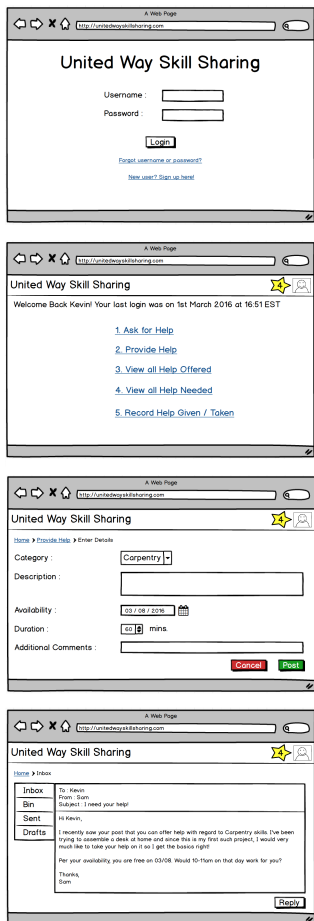 A Web Page
http://unitedwayskillsharing.com
United Way Skill Sharing
Username :
Password :
Login
Forgot username or password?
New user? Sign up here!
A Web Page
http://unitedwayskillsharing.com
United Way Skill Sharing
4
Welcome Back Kevin! Your last login was on 1st March 2016 at 16:51 EST
1. Ask for Help
2. Provide Help
3. View all Help Offered
4. View all Help Needed
5. Record Help Given / Taken
A Web Page
http://unitedwayskillsharing.com
United Way Skill Sharing
4
Home > Provide Help > Enter Details
Category :
Carpentry
Description :
Availability :
03 / 08 / 2016
Duration :
60 mins.
Additional Comments :
Cancel
Post
A Web Page
http://unitedwayskillsharing.com
United Way Skill Sharing
4
Home > Inbox
Inbox
Bin
Sent
Drafts
To : Kevin
From : Sam
Subject : I need your help!
Hi Kevin,
I recently saw your post that you can offer help with regard to Carpentry skills. I've been
trying to assemble a desk at home and since this is my first such project, I would very
much like to take your help on it so I get the basics right!
Per your availability, you are free on 03/08. Would 10-11am on that day work for you?
Thanks,
Sam
Reply